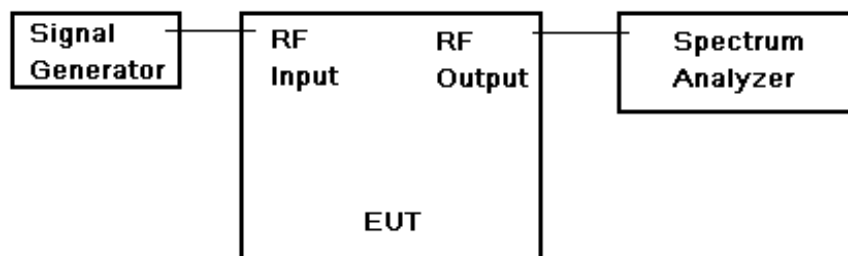 Signal
Generator
RF
Input
RF
Output
Spectrum
Analyzer
EUT